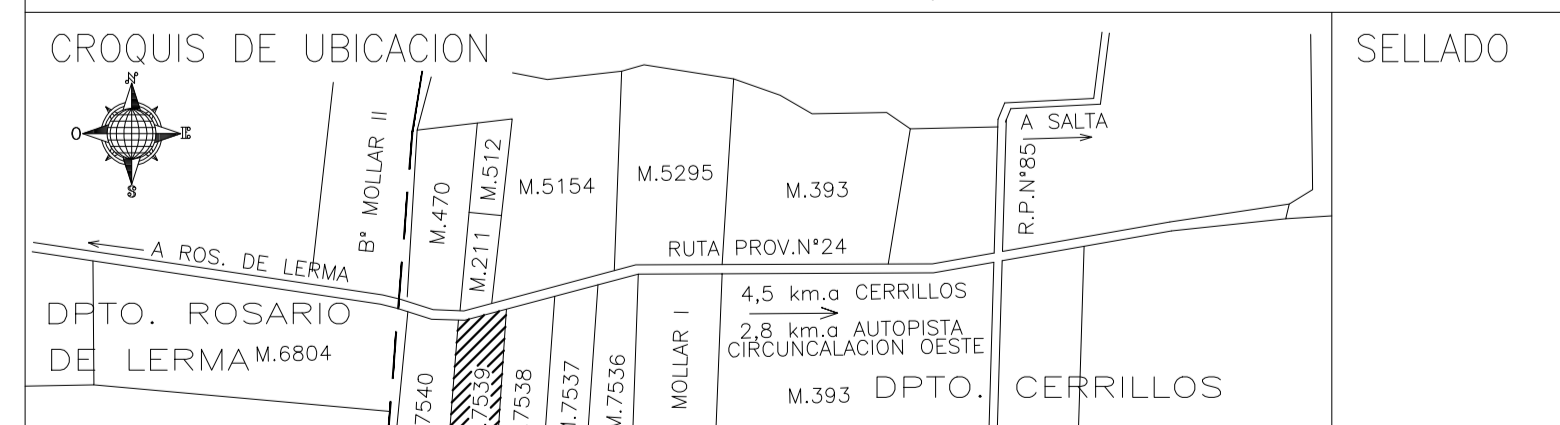 CROQUIS DE UBICACION
SELLADO
N
O
E
S
Bº MOLLAR II
M.470
M.512
M.211
M.5154
M.5295
M.393
A SALTA
R.P.Nº85
RUTA PROV.Nº24
A ROS. DE LERMA
DPTO. ROSARIO
DE LERMA
M.6804
4,5 km.a CERRILLOS
2,8 km.a AUTOPISTA
CIRCUNCALACION OESTE
7540
.7539
7538
M.7537
M.7536
MOLLAR I
M.393
DPTO. CERRILLOS